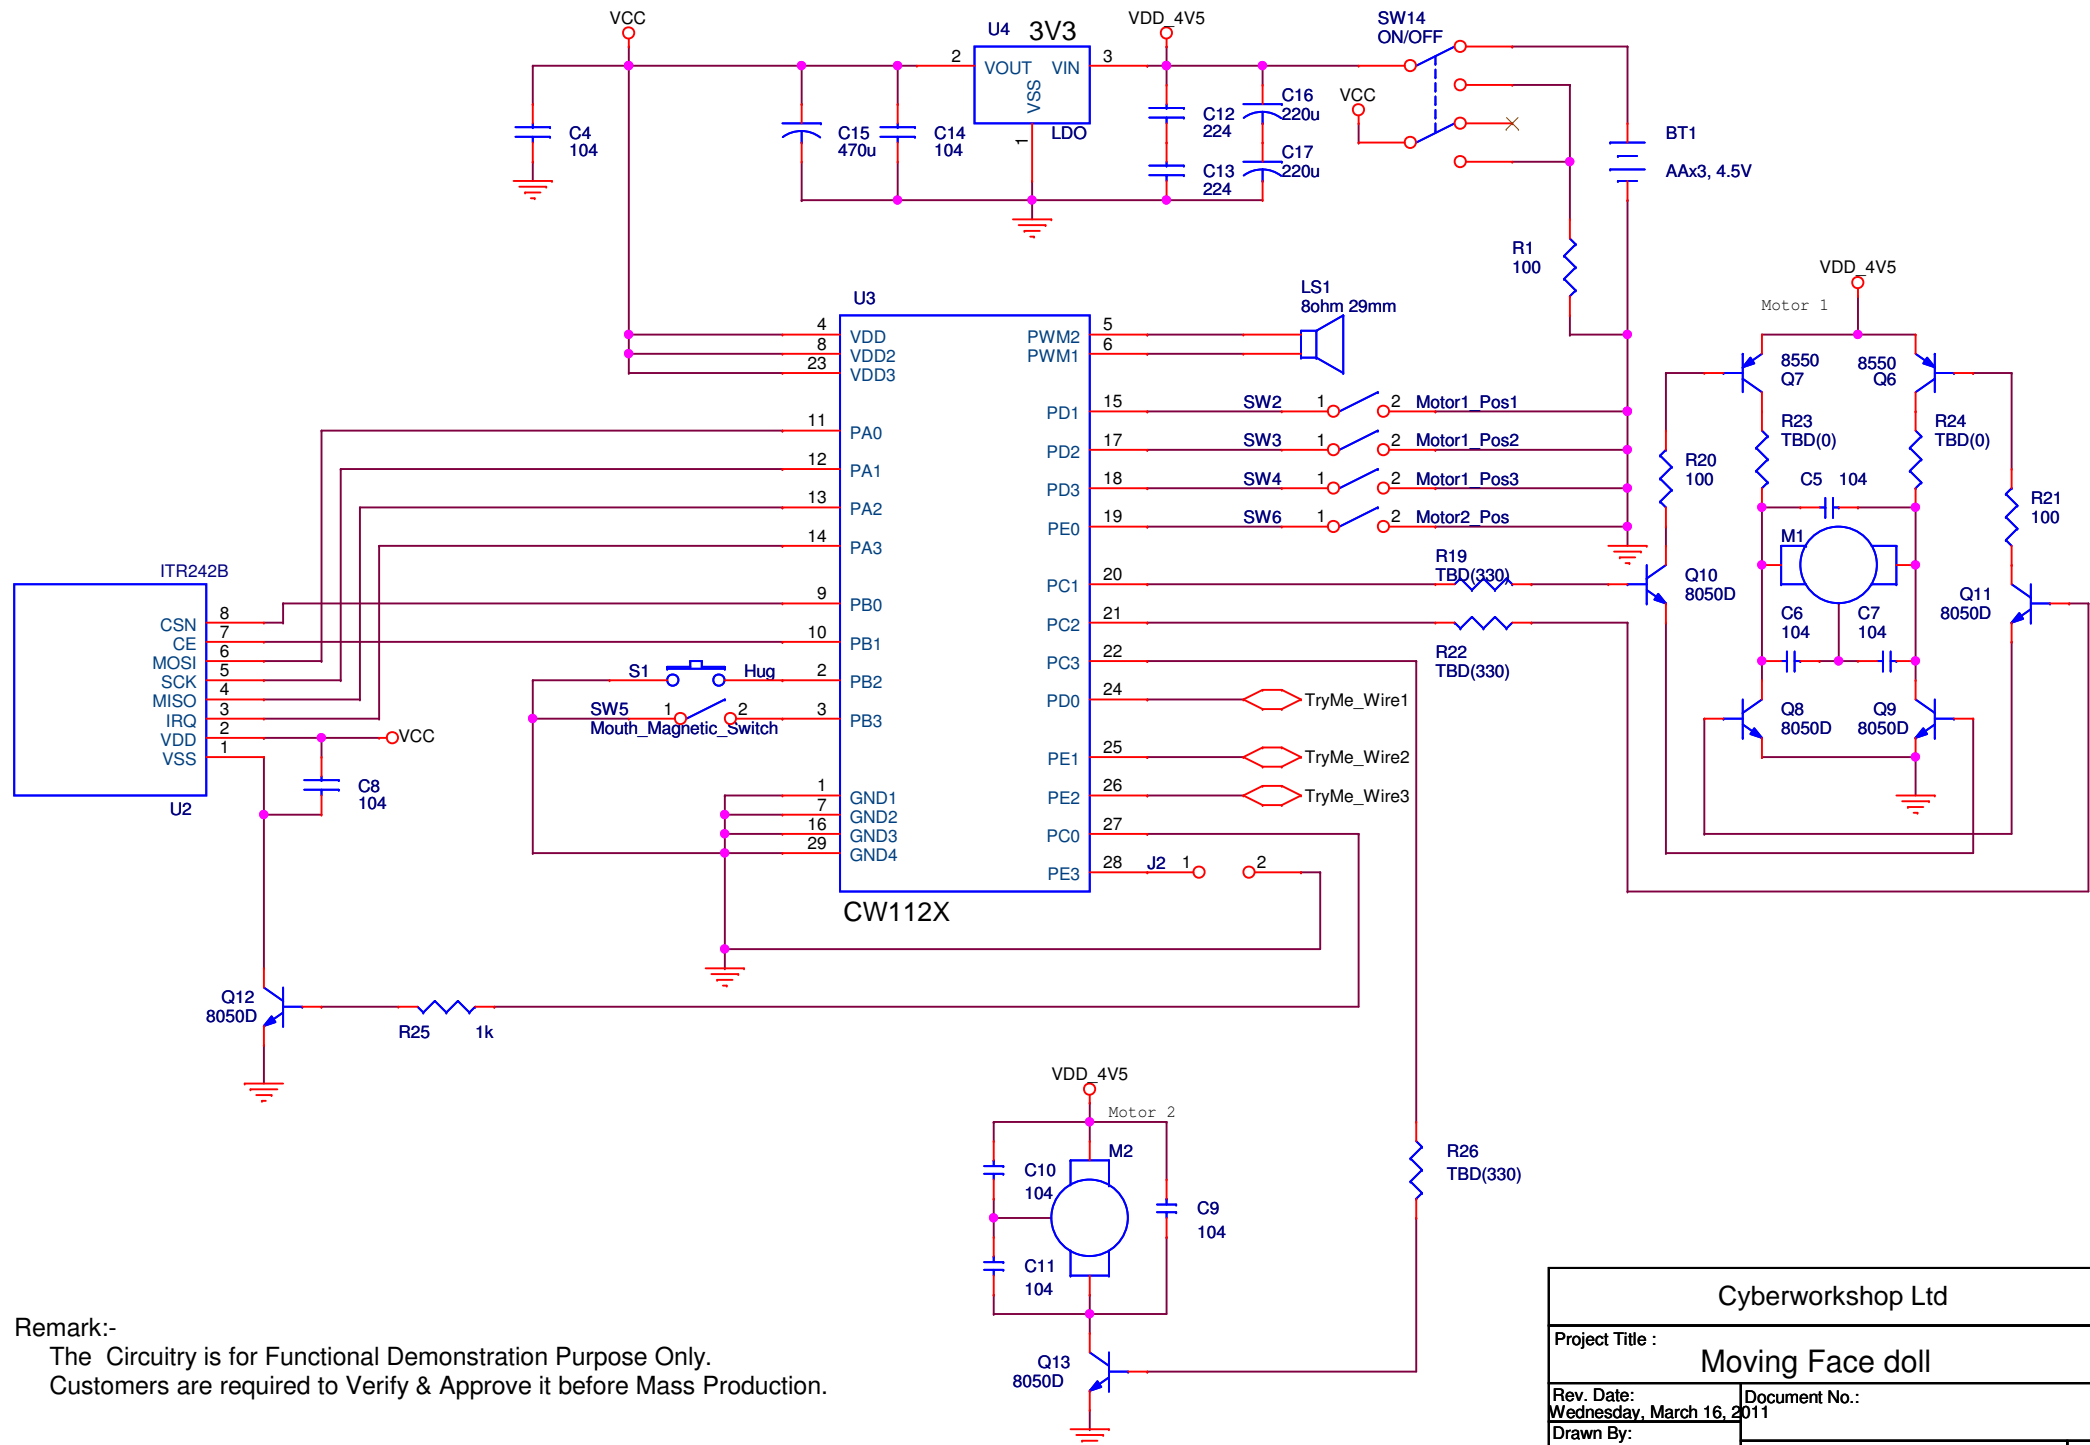 VCC
U4 3V3
VDD_4V5
SW14
ON/OFF
2 VOUT VIN 3
VSS
1
LDO
C4
104
C15
470u
C14
104
C12
224
C16
220u
C13
224
C17
220u
VCC
BT1
AAx3, 4.5V
R1
100
U3
4 VDD
8 VDD2
23 VDD3
11 PA0
12 PA1
13 PA2
14 PA3
9 PB0
10 PB1
2 PB2
3 PB3
1 GND1
7 GND2
16 GND3
29 GND4
PWM2 5
PWM1 6
PD1 15
PD2 17
PD3 18
PE0 19
PC1 20
PC2 21
PC3 22
PD0 24
PE1 25
PE2 26
PC0 27
PE3 28
CW112X
LS1
8ohm 29mm
SW2 1 2 Motor1_Pos1
SW3 1 2 Motor1_Pos2
SW4 1 2 Motor1_Pos3
SW6 1 2 Motor2_Pos
R19
TBD(330)
R22
TBD(330)
TryMe_Wire1
TryMe_Wire2
TryMe_Wire3
J2 1 2
VDD_4V5
Motor 1
8550
Q7
8550
Q6
R23
TBD(0)
R24
TBD(0)
R20
100
R21
100
C5 104
M1
C6
104
C7
104
Q10
8050D
Q11
8050D
Q8
8050D
Q9
8050D
ITR242B
CSN 8
CE 7
MOSI 6
SCK 5
MISO 4
IRQ 3
VDD 2
VSS 1
U2
VCC
C8
104
S1 Hug
SW5 1 2
Mouth_Magnetic_Switch
Q12
8050D
R25 1k
VDD_4V5
Motor 2
M2
C10
104
C9
104
C11
104
R26
TBD(330)
Q13
8050D
Remark:-
The Circuitry is for Functional Demonstration Purpose Only.
Customers are required to Verify & Approve it before Mass Production.
Cyberworkshop Ltd
Project Title :
Moving Face doll
Rev. Date:
Wednesday, March 16, 2011
Document No.:
Drawn By: